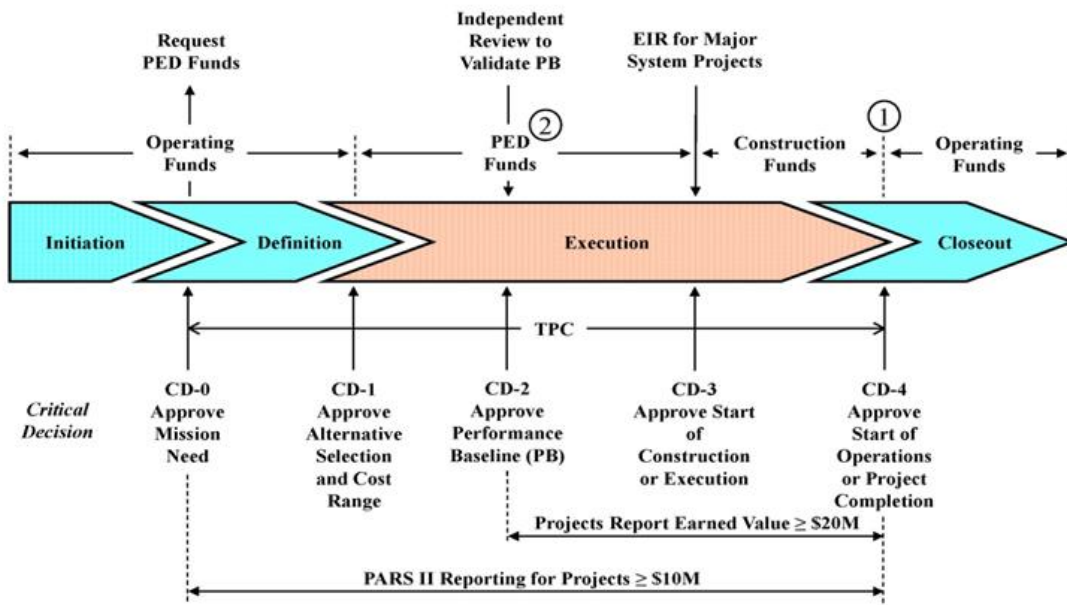 Request
PED Funds
Independent
Review to
Validate PB
EIR for Major
System Projects
Operating
Funds
PED
Funds
②
Construction
Funds
①
Operating
Funds
Initiation
Definition
Execution
Closeout
TPC
Critical
Decision
CD-0
Approve
Mission
Need
CD-1
Approve
Alternative
Selection
and Cost
Range
CD-2
Approve
Performance
Baseline (PB)
CD-3
Approve Start
of
Construction
or Execution
CD-4
Approve
Start of
Operations
or Project
Completion
Projects Report Earned Value ≥ $20M
PARS II Reporting for Projects ≥ $10M